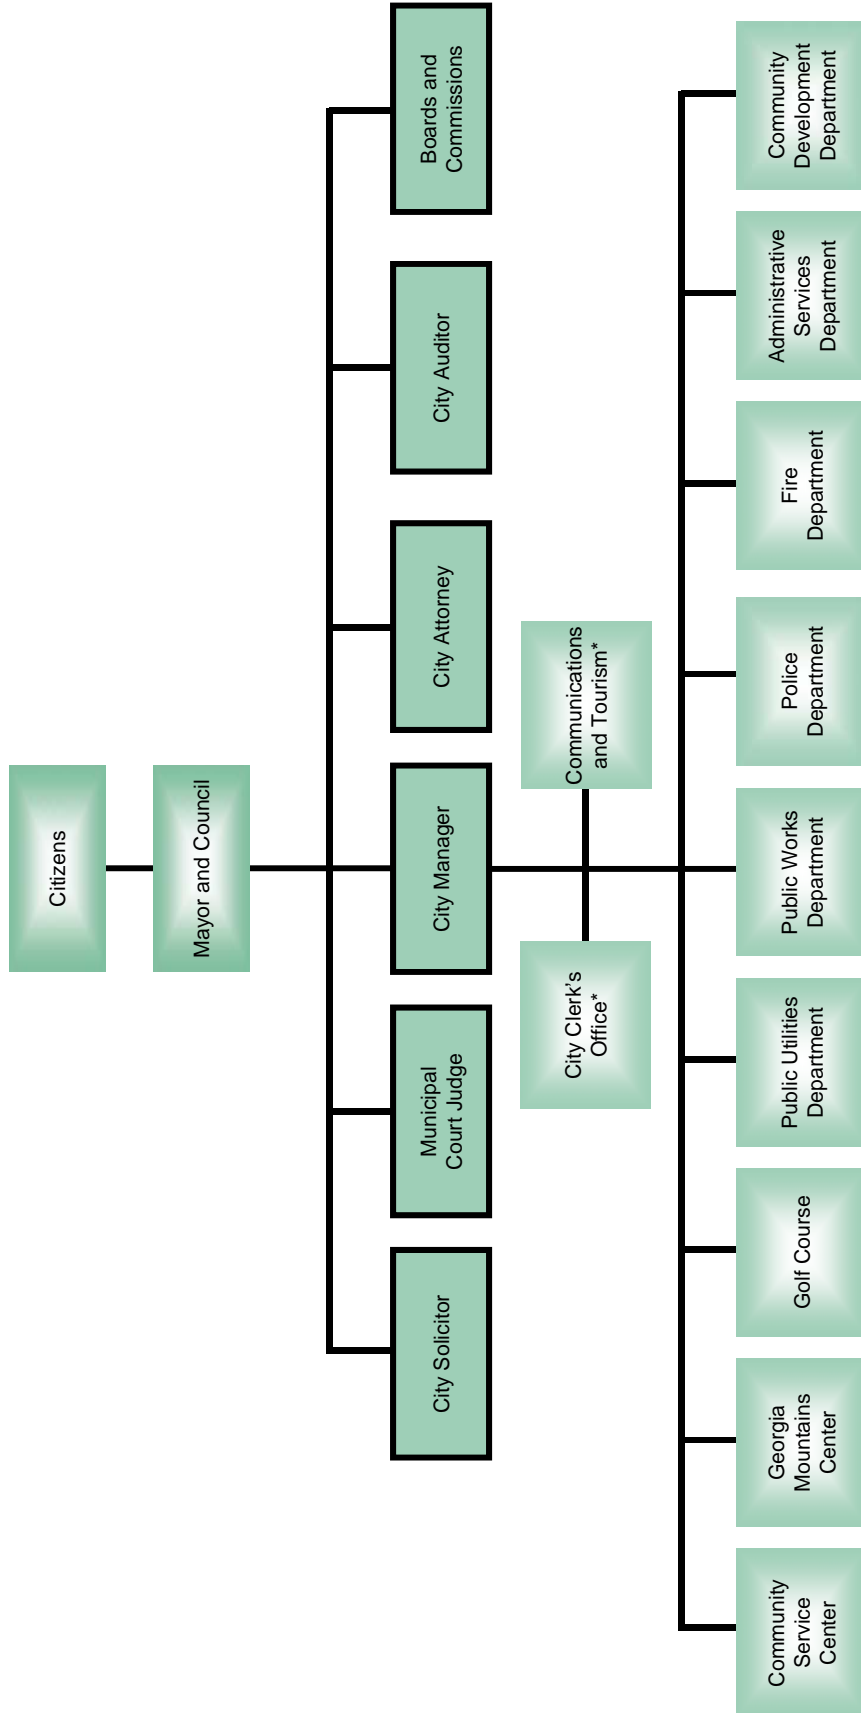 Citizens
Mayor and Council
City Solicitor
Municipal
Court Judge
City Manager
City Attorney
City Auditor
Boards and
Commissions
City Clerk’s
Office*
Communications
and Tourism*
Community
Service
Center
Georgia
Mountains
Center
Golf Course
Public Utilities
Department
Public Works
Department
Police
Department
Fire
Department
Administrative
Services
Department
Community
Development
Department